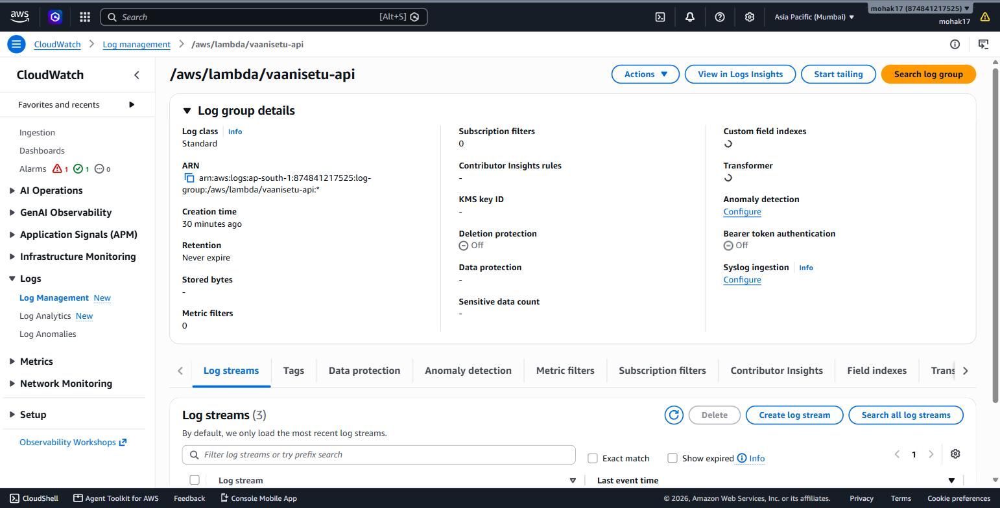 aws
Search
[Alt+S]
Asia Pacific (Mumbai) ▼
mohak17 (874841217525) ▼
mohak17
CloudWatch
Log management
/aws/lambda/vaanisetu-api
CloudWatch
Favorites and recents
Ingestion
Dashboards
Alarms 1 1 0
AI Operations
GenAI Observability
Application Signals (APM)
Infrastructure Monitoring
Logs
Log Management New
Log Analytics New
Log Anomalies
Metrics
Network Monitoring
Setup
Observability Workshops
/aws/lambda/vaanisetu-api
Actions ▼
View in Logs Insights
Start tailing
Search log group
Log group details
Log class Info
Standard
ARN
arn:aws:logs:ap-south-1:874841217525:log-
group:/aws/lambda/vaanisetu-api:*
Creation time
30 minutes ago
Retention
Never expire
Stored bytes
-
Metric filters
0
Subscription filters
0
Contributor Insights rules
-
KMS key ID
-
Deletion protection
Off
Data protection
-
Sensitive data count
-
Custom field indexes
Transformer
Anomaly detection
Configure
Bearer token authentication
Off
Syslog ingestion Info
Configure
Log streams
Tags
Data protection
Anomaly detection
Metric filters
Subscription filters
Contributor Insights
Field indexes
Trans
Log streams (3)
Delete
Create log stream
Search all log streams
By default, we only load the most recent log streams.
Filter log streams or try prefix search
Exact match
Show expired Info
1
Log stream
Last event time
CloudShell
Agent Toolkit for AWS
Feedback
Console Mobile App
© 2026, Amazon Web Services, Inc. or its affiliates.
Privacy
Terms
Cookie preferences